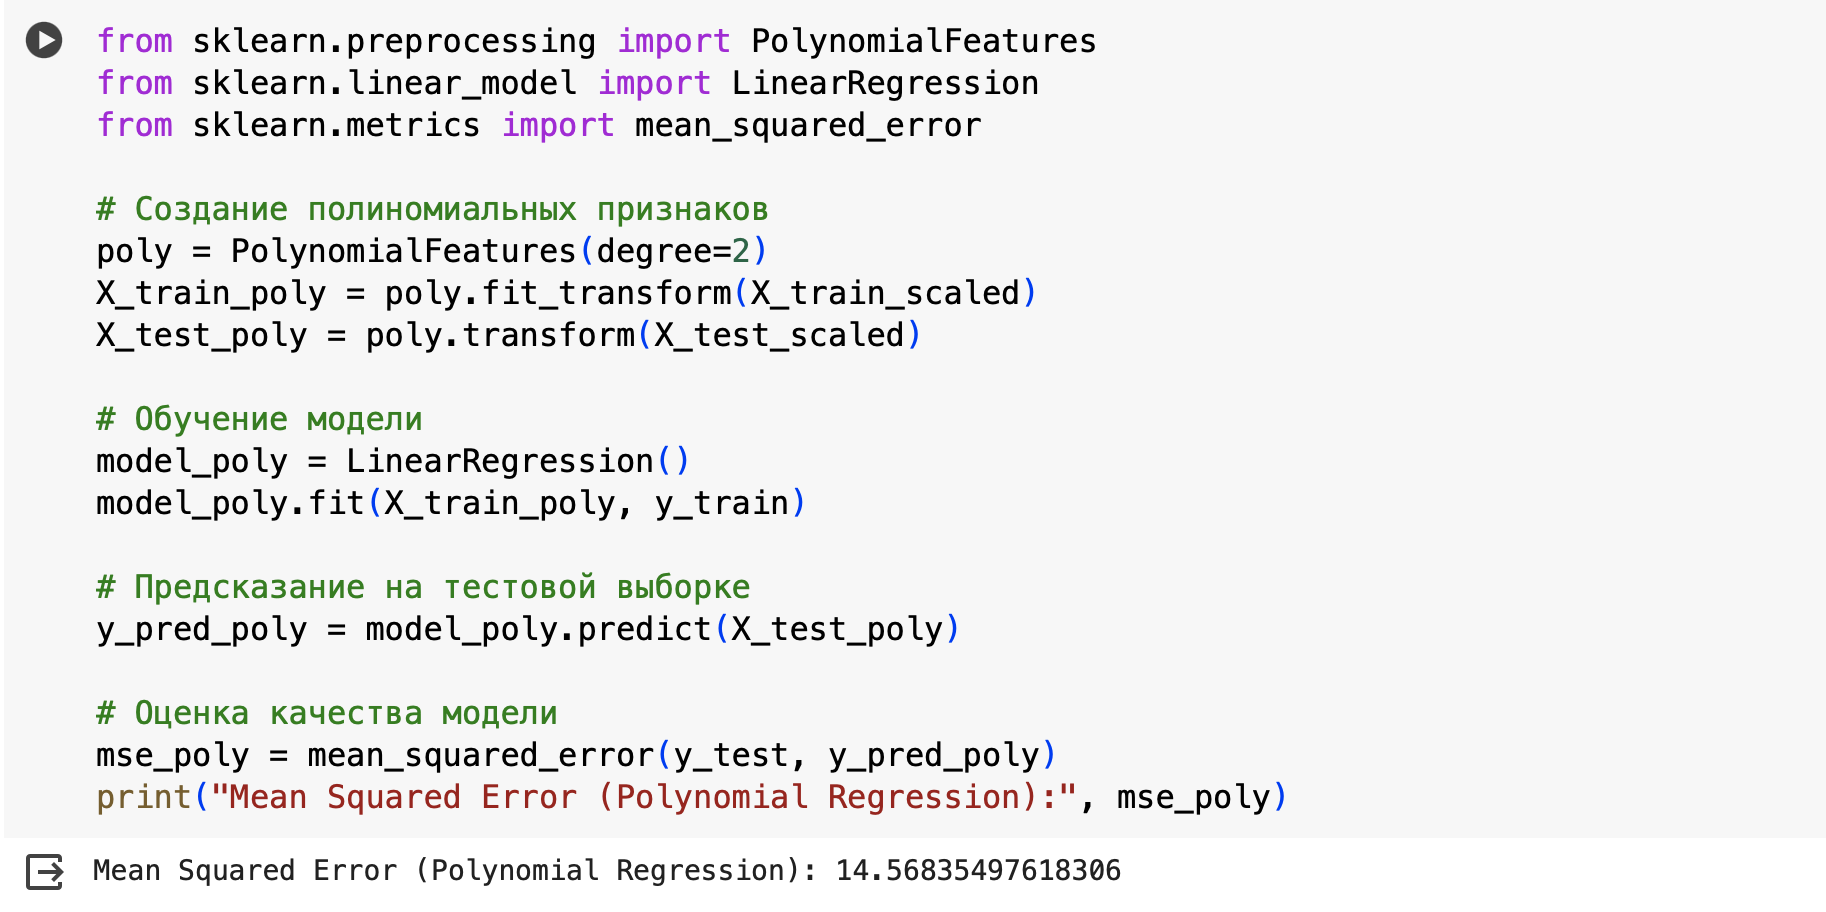 from sklearn.preprocessing import PolynomialFeatures
from sklearn.linear_model import LinearRegression
from sklearn.metrics import mean_squared_error
# Создание полиномиальных признаков
poly = PolynomialFeatures(degree=2)
X_train_poly = poly.fit_transform(X_train_scaled)
X_test_poly = poly.transform(X_test_scaled)
# Обучение модели
model_poly = LinearRegression()
model_poly.fit(X_train_poly, y_train)
# Предсказание на тестовой выборке
y_pred_poly = model_poly.predict(X_test_poly)
# Оценка качества модели
mse_poly = mean_squared_error(y_test, y_pred_poly)
print("Mean Squared Error (Polynomial Regression):", mse_poly)
Mean Squared Error (Polynomial Regression): 14.56835497618306